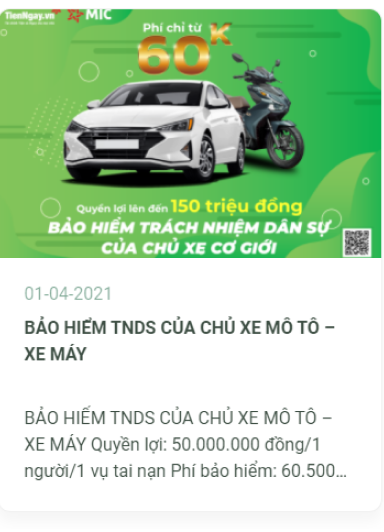 TienNgay.vn MIC
Phí chỉ từ
60K
Quyền lợi lên đến 150 triệu đồng
BẢO HIỂM TRÁCH NHIỆM DÂN SỰ
CỦA CHỦ XE CƠ GIỚI
01-04-2021
BẢO HIỂM TNDS CỦA CHỦ XE MÔ TÔ –
XE MÁY
BẢO HIỂM TNDS CỦA CHỦ XE MÔ TÔ –
XE MÁY Quyền lợi: 50.000.000 đồng/1
người/1 vụ tai nạn Phí bảo hiểm: 60.500...